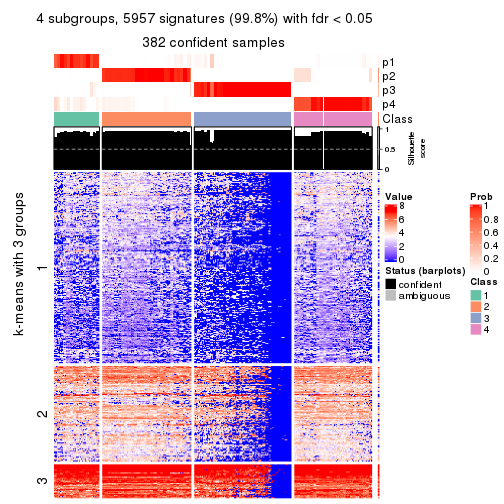 4 subgroups, 5957 signatures (99.8%) with fdr < 0.05
382 confident samples
p1
p2
p3
p4
Class
1
0.5
0
Silhouette
score
k-means with 3 groups
1
2
3
Value
8
6
4
2
0
Status (barplots)
confident
ambiguous
Prob
1
0.8
0.6
0.4
0.2
0
Class
1
2
3
4